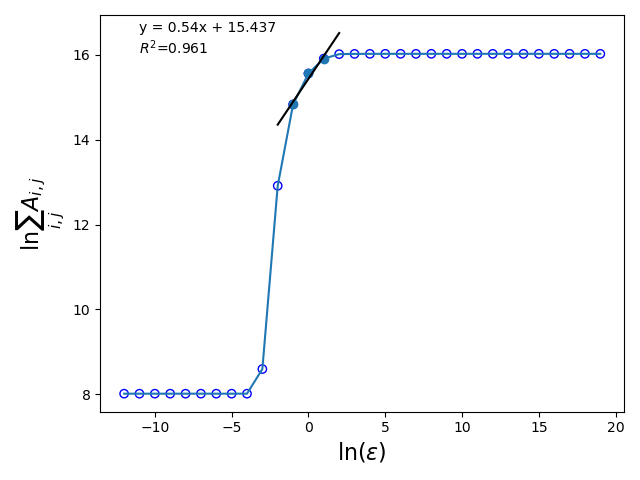 y = 0.54x + 15.437
R²=0.961
16
14
12
10
8
ln∑A_{i,j}
i,j
−10
−5
0
5
10
15
20
ln(ε)